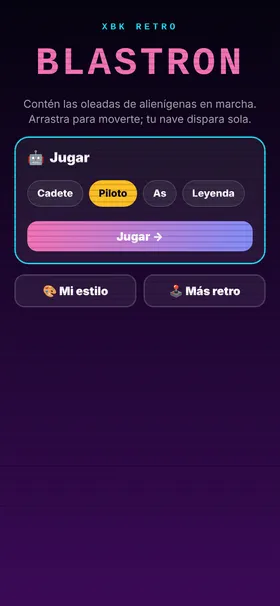 XBK RETRO
BLASTRON
Contén las oleadas de alienígenas en marcha.
Arrastra para moverte; tu nave dispara sola.
🤖 Jugar
Cadete
Piloto
As
Leyenda
Jugar →
🎨 Mi estilo
🕹️ Más retro